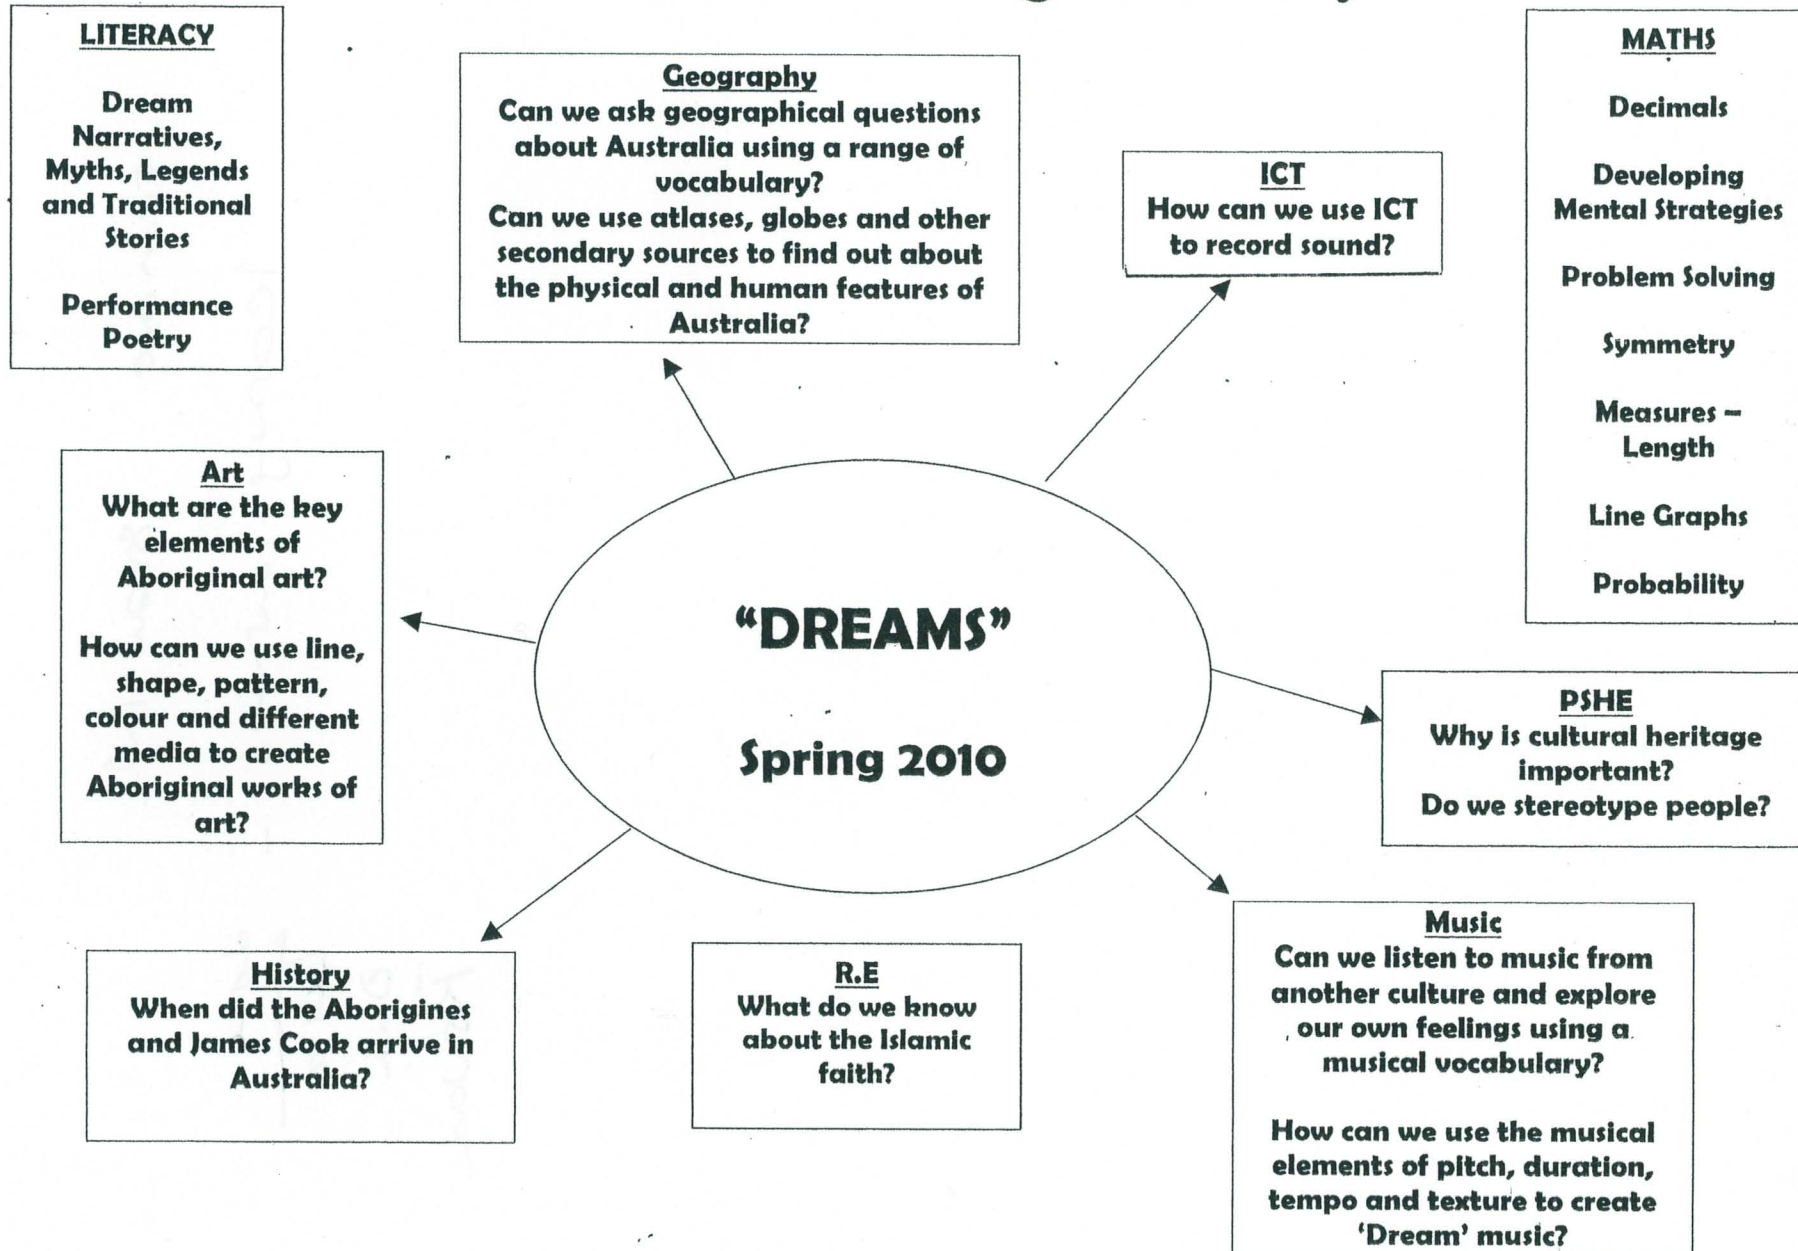 LITERACY
Dream
Narratives,
Myths, Legends
and Traditional
Stories
Performance
Poetry
Geography
Can we ask geographical questions
about Australia using a range of
vocabulary?
Can we use atlases, globes and other
secondary sources to find out about
the physical and human features of
Australia?
ICT
How can we use ICT
to record sound?
MATHS
Decimals
Developing
Mental Strategies
Problem Solving
Symmetry
Measures –
Length
Line Graphs
Probability
Art
What are the key
elements of
Aboriginal art?
How can we use line,
shape, pattern,
colour and different
media to create
Aboriginal works of
art?
“DREAMS”
Spring 2010
PSHE
Why is cultural heritage
important?
Do we stereotype people?
History
When did the Aborigines
and James Cook arrive in
Australia?
R.E
What do we know
about the Islamic
faith?
Music
Can we listen to music from
another culture and explore
our own feelings using a
musical vocabulary?
How can we use the musical
elements of pitch, duration,
tempo and texture to create
‘Dream’ music?